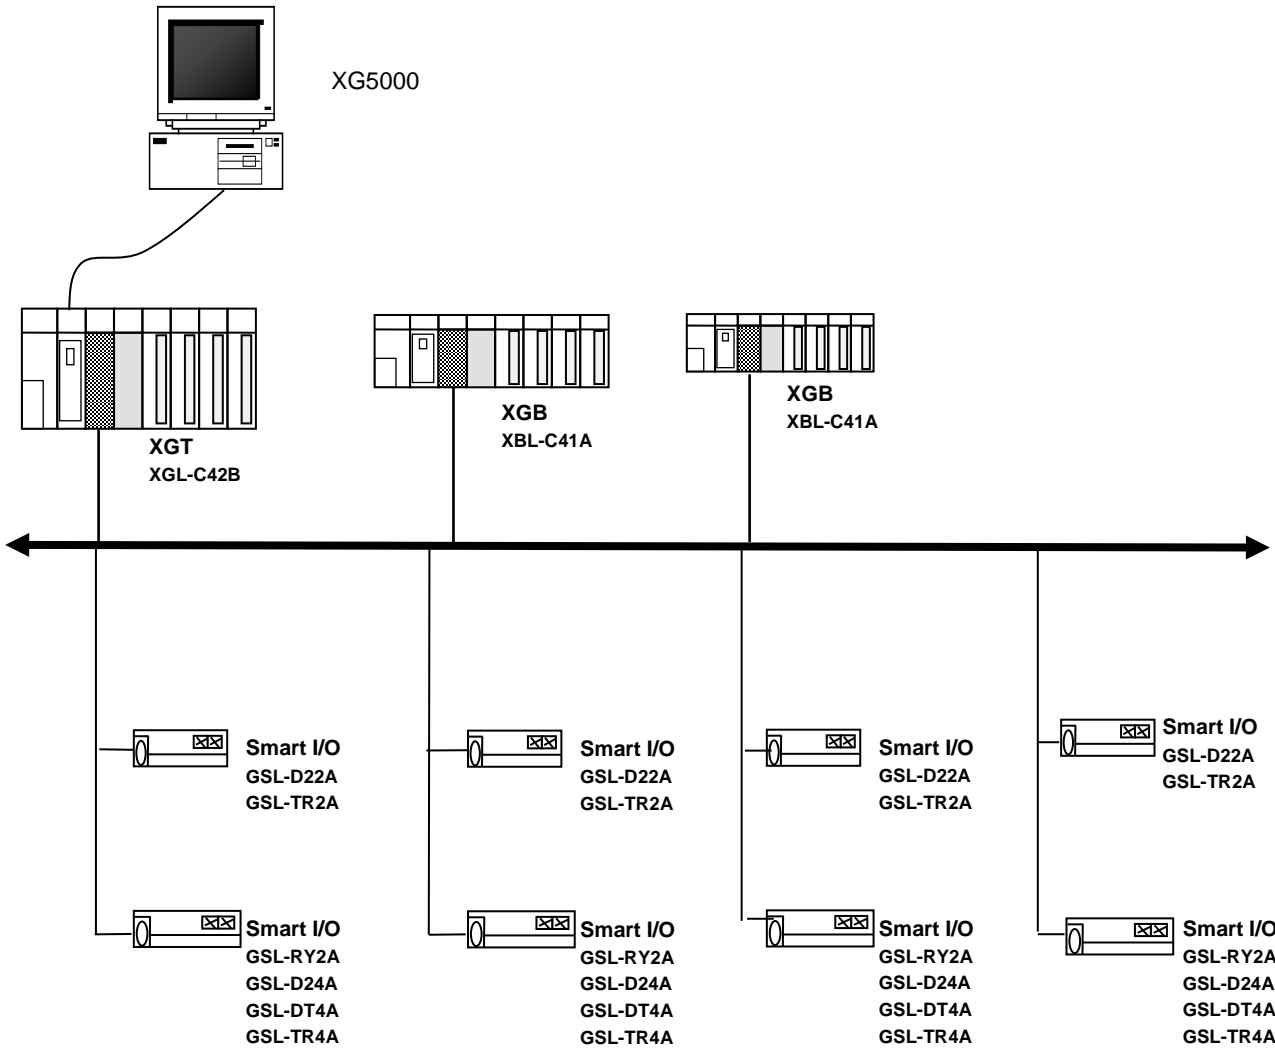 XG5000
XGT
XGL-C42B
XGB
XBL-C41A
XGB
XBL-C41A
Smart I/O
GSL-D22A
GSL-TR2A
Smart I/O
GSL-D22A
GSL-TR2A
Smart I/O
GSL-D22A
GSL-TR2A
Smart I/O
GSL-D22A
GSL-TR2A
Smart I/O
GSL-RY2A
GSL-D24A
GSL-DT4A
GSL-TR4A
Smart I/O
GSL-RY2A
GSL-D24A
GSL-DT4A
GSL-TR4A
Smart I/O
GSL-RY2A
GSL-D24A
GSL-DT4A
GSL-TR4A
Smart I/O
GSL-RY2A
GSL-D24A
GSL-DT4A
GSL-TR4A